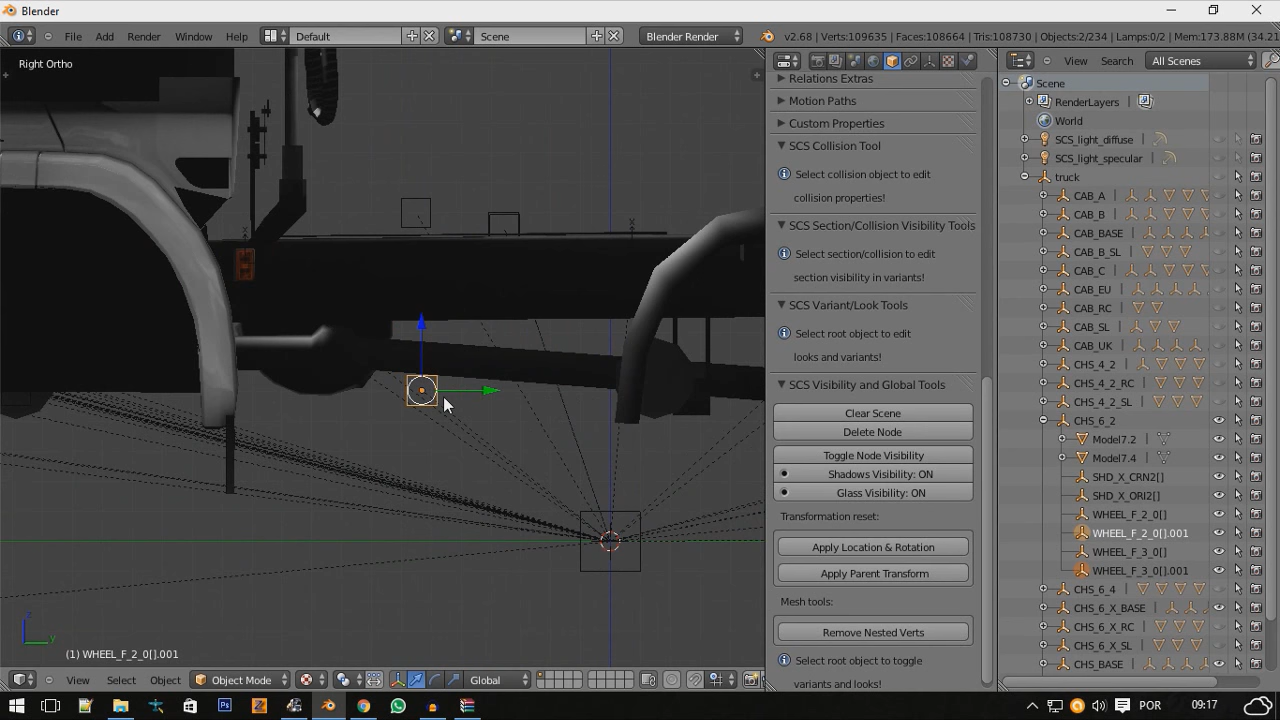 Blender
File Add Render Window Help
Default
Scene
Blender Render
v2.68 | Verts:109635 | Faces:108664 | Tris:108730 | Objects:2/234 | Lamps:0/2 | Mem:173.88M (34.21
Right Ortho
z
y
(1) WHEEL_F_2_0[].001
View Select Object
Object Mode
Global
Relations Extras
Motion Paths
Custom Properties
SCS Collision Tool
Select collision object to edit
collision properties!
SCS Section/Collision Visibility Tools
Select section/collision to edit
section visibility in variants!
SCS Variant/Look Tools
Select root object to edit
looks and variants!
SCS Visibility and Global Tools
Clear Scene
Delete Node
Toggle Node Visibility
Shadows Visibility: ON
Glass Visibility: ON
Transformation reset:
Apply Location & Rotation
Apply Parent Transform
Mesh tools:
Remove Nested Verts
Select root object to toggle
variants and looks!
View Search All Scenes
Scene
RenderLayers |
World
SCS_light_diffuse |
SCS_light_specular |
truck
CAB_A
CAB_B
CAB_BASE
CAB_B_SL
CAB_C
CAB_EU
CAB_RC
CAB_SL
CAB_UK
CHS_4_2
CHS_4_2_RC
CHS_4_2_SL
CHS_6_2
Model7.2 |
Model7.4 |
SHD_X_CRN2[]
SHD_X_ORI2[]
WHEEL_F_2_0[]
WHEEL_F_2_0[].001
WHEEL_F_3_0[]
WHEEL_F_3_0[].001
CHS_6_4
CHS_6_X_BASE
CHS_6_X_RC
CHS_6_X_SL
CHS_BASE
POR
09:17